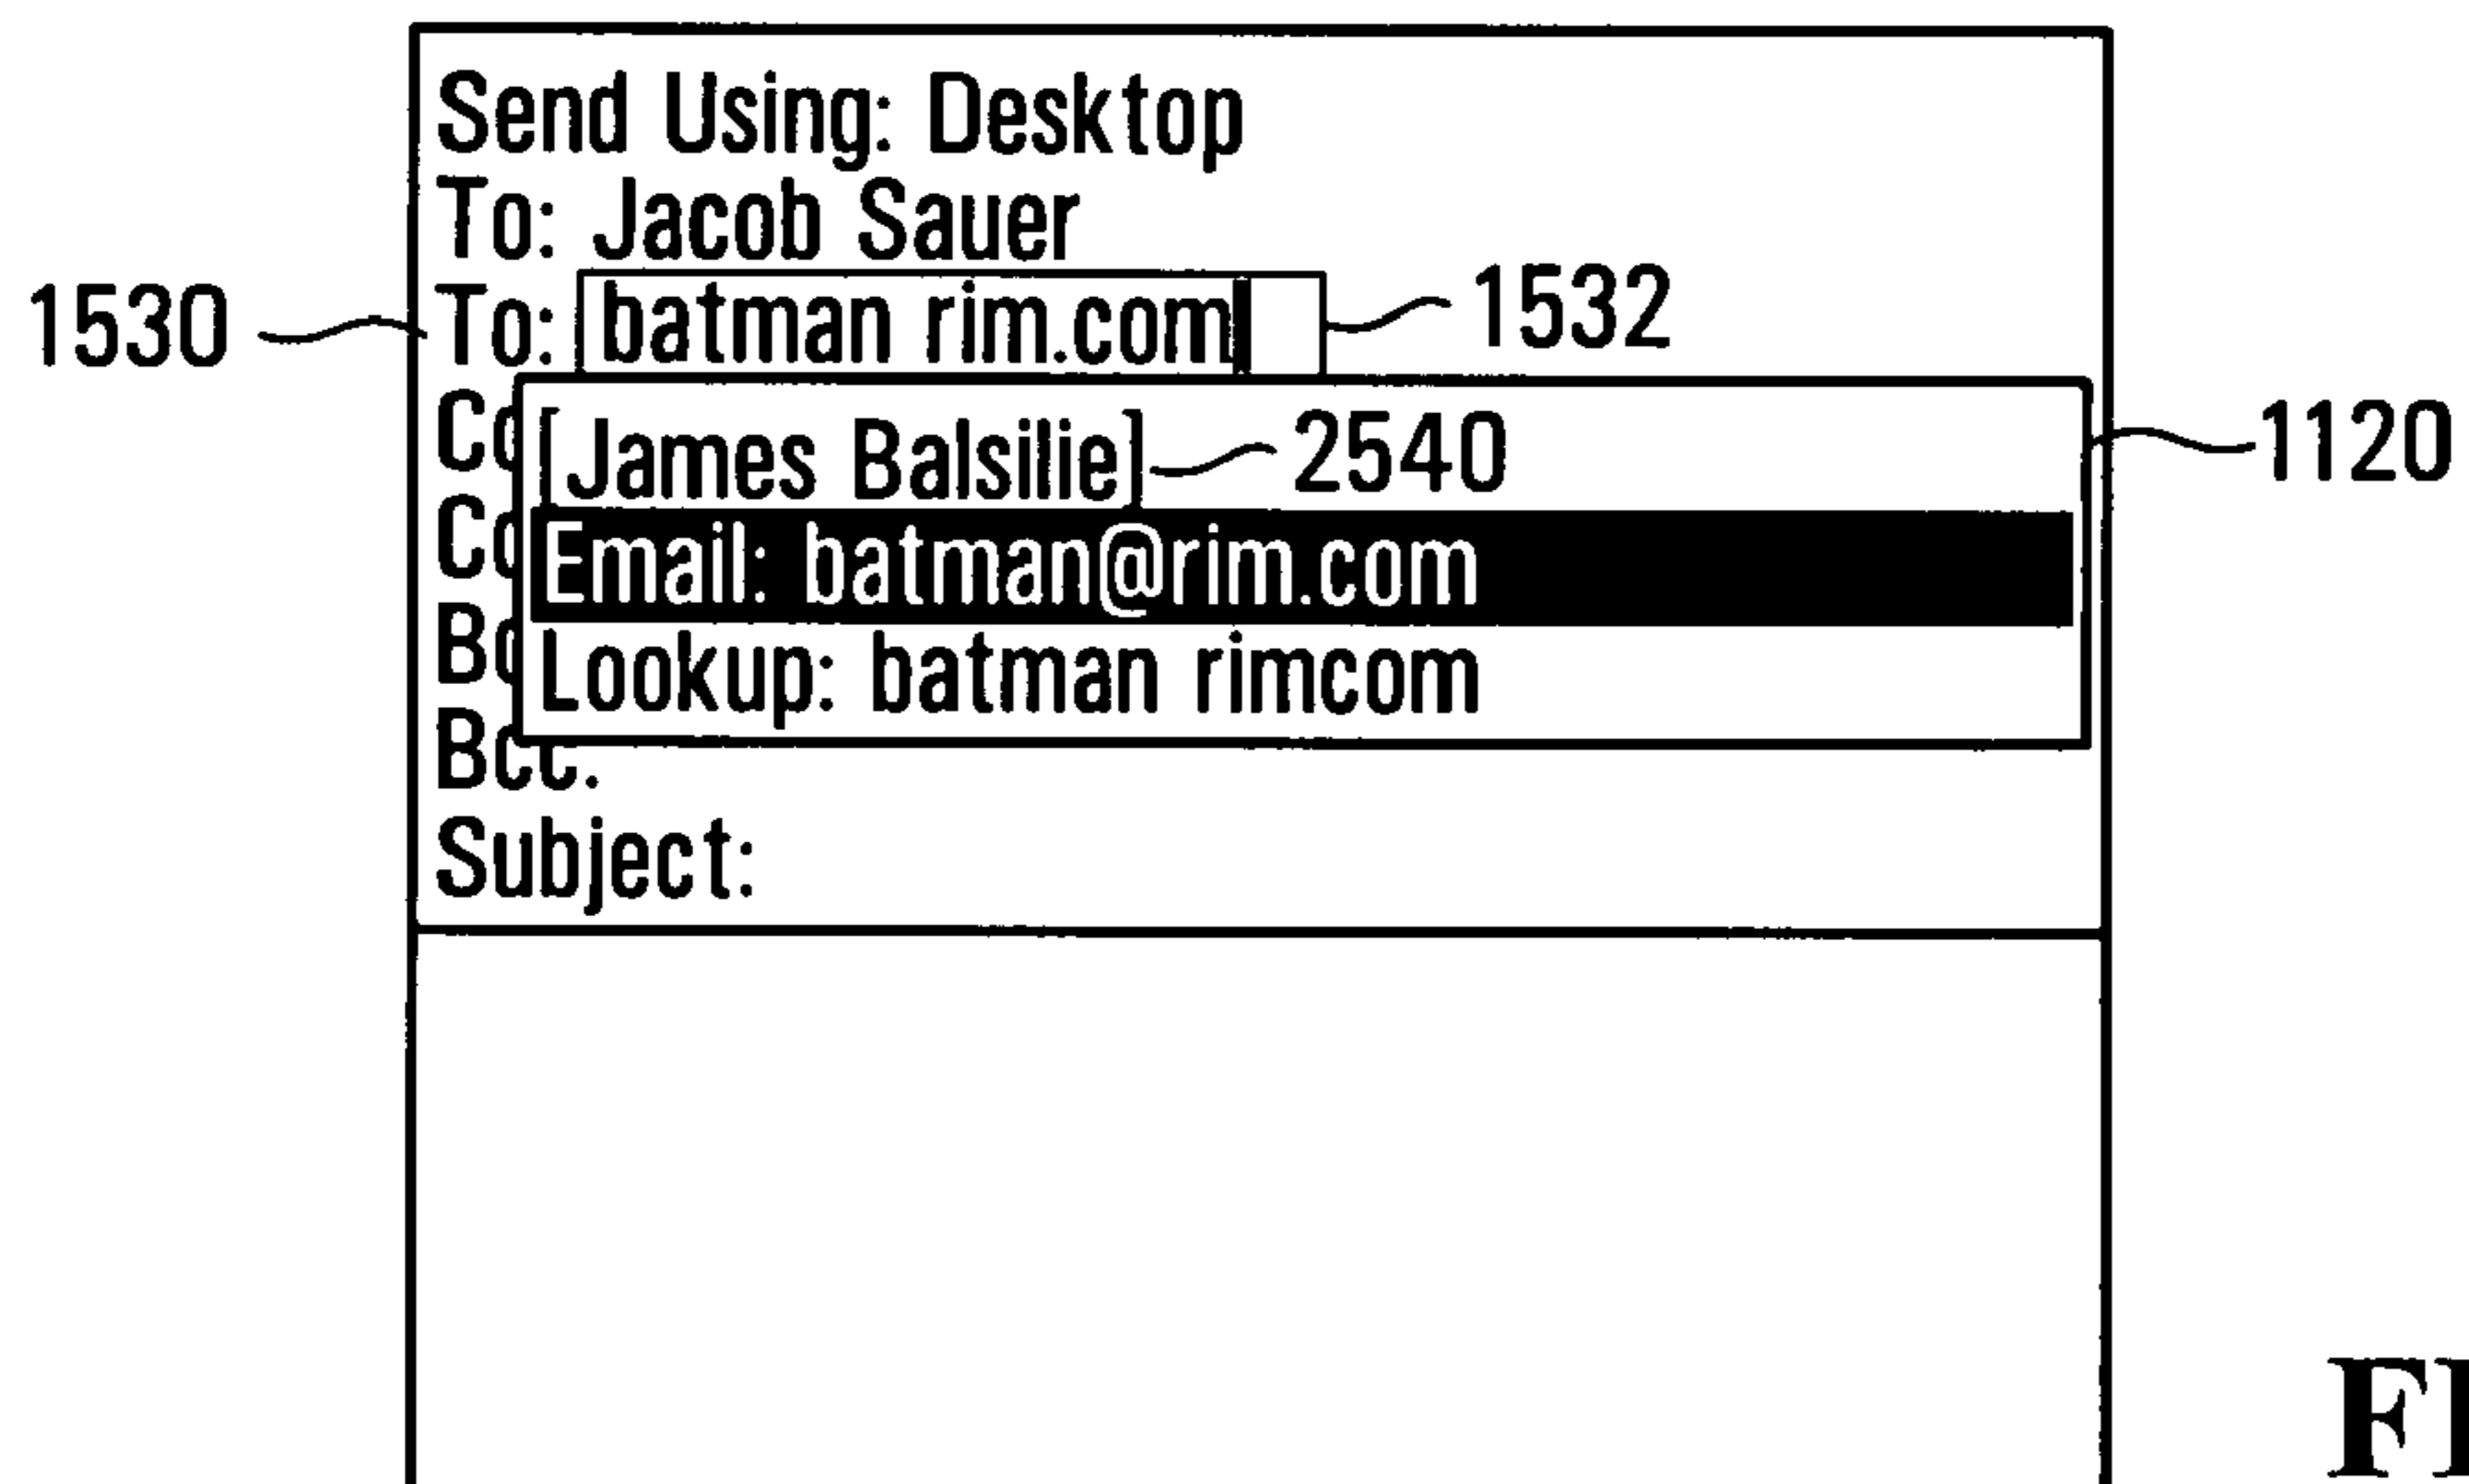 Send Using: Desktop
To: Jacob Sauer
1530 To: batman rim.com 1532
[James Balsilie] 2540 1120
Email: batman@rim.com
Lookup: batman rimcom
Bcc:
Subject: